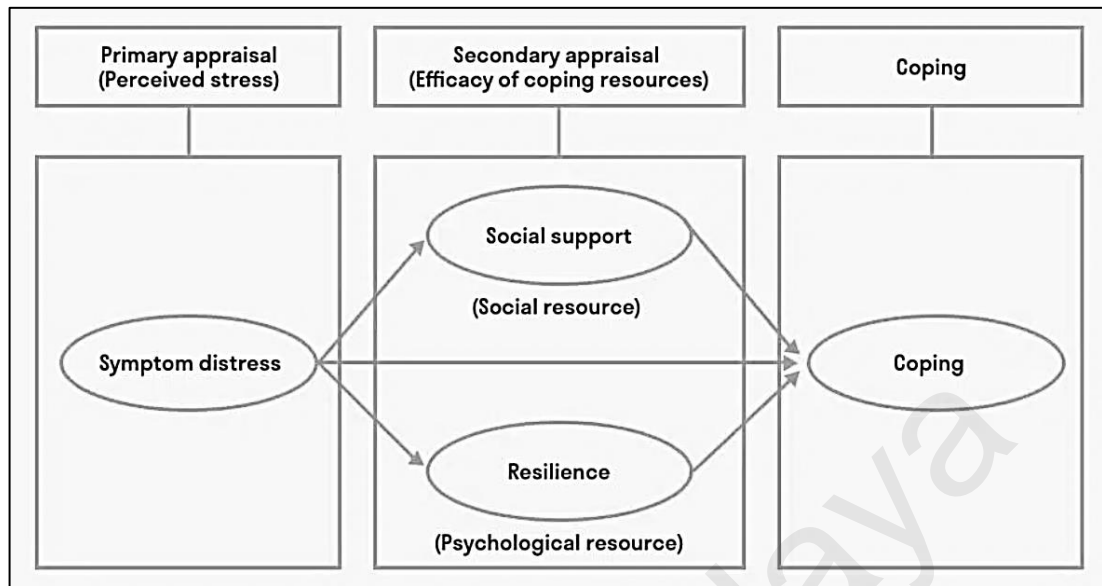 Primary appraisal
(Perceived stress)
Secondary appraisal
(Efficacy of coping resources)
Coping
Social support
(Social resource)
Symptom distress
Coping
Resilience
(Psychological resource)